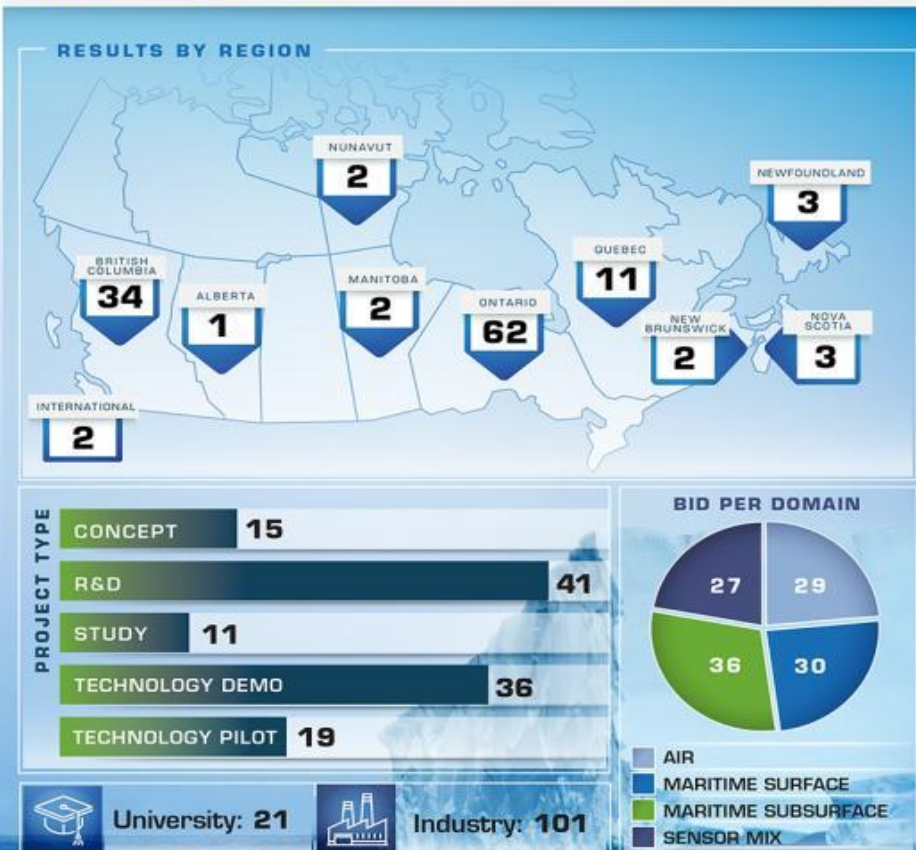 RESULTS BY REGION
NUNAVUT
2
NEWFOUNDLAND
3
BRITISH
COLUMBIA
34
ALBERTA
1
MANITOBA
2
ONTARIO
62
QUEBEC
11
NEW
BRUNSWICK
2
NOVA
SCOTIA
3
INTERNATIONAL
2
PROJECT TYPE
CONCEPT 15
R&D 41
STUDY 11
TECHNOLOGY DEMO 36
TECHNOLOGY PILOT 19
BID PER DOMAIN
27 29
36 30
AIR
MARITIME SURFACE
MARITIME SUBSURFACE
SENSOR MIX
University: 21
Industry: 101